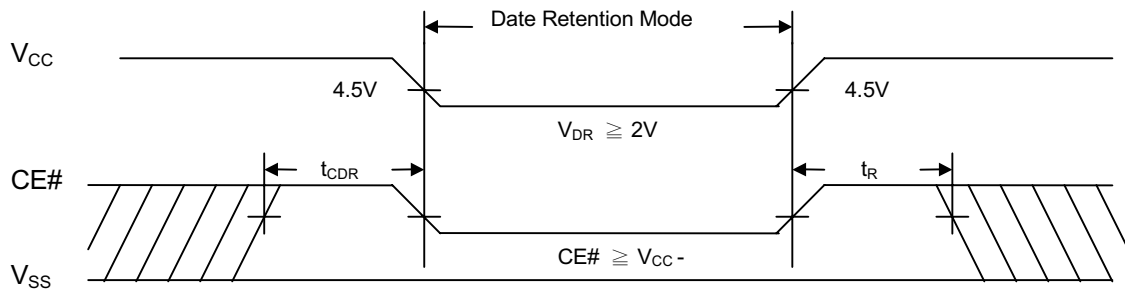 Date Retention Mode
VCC
4.5V
4.5V
VDR ≧ 2V
tCDR
tR
CE#
CE# ≧ VCC -
VSS